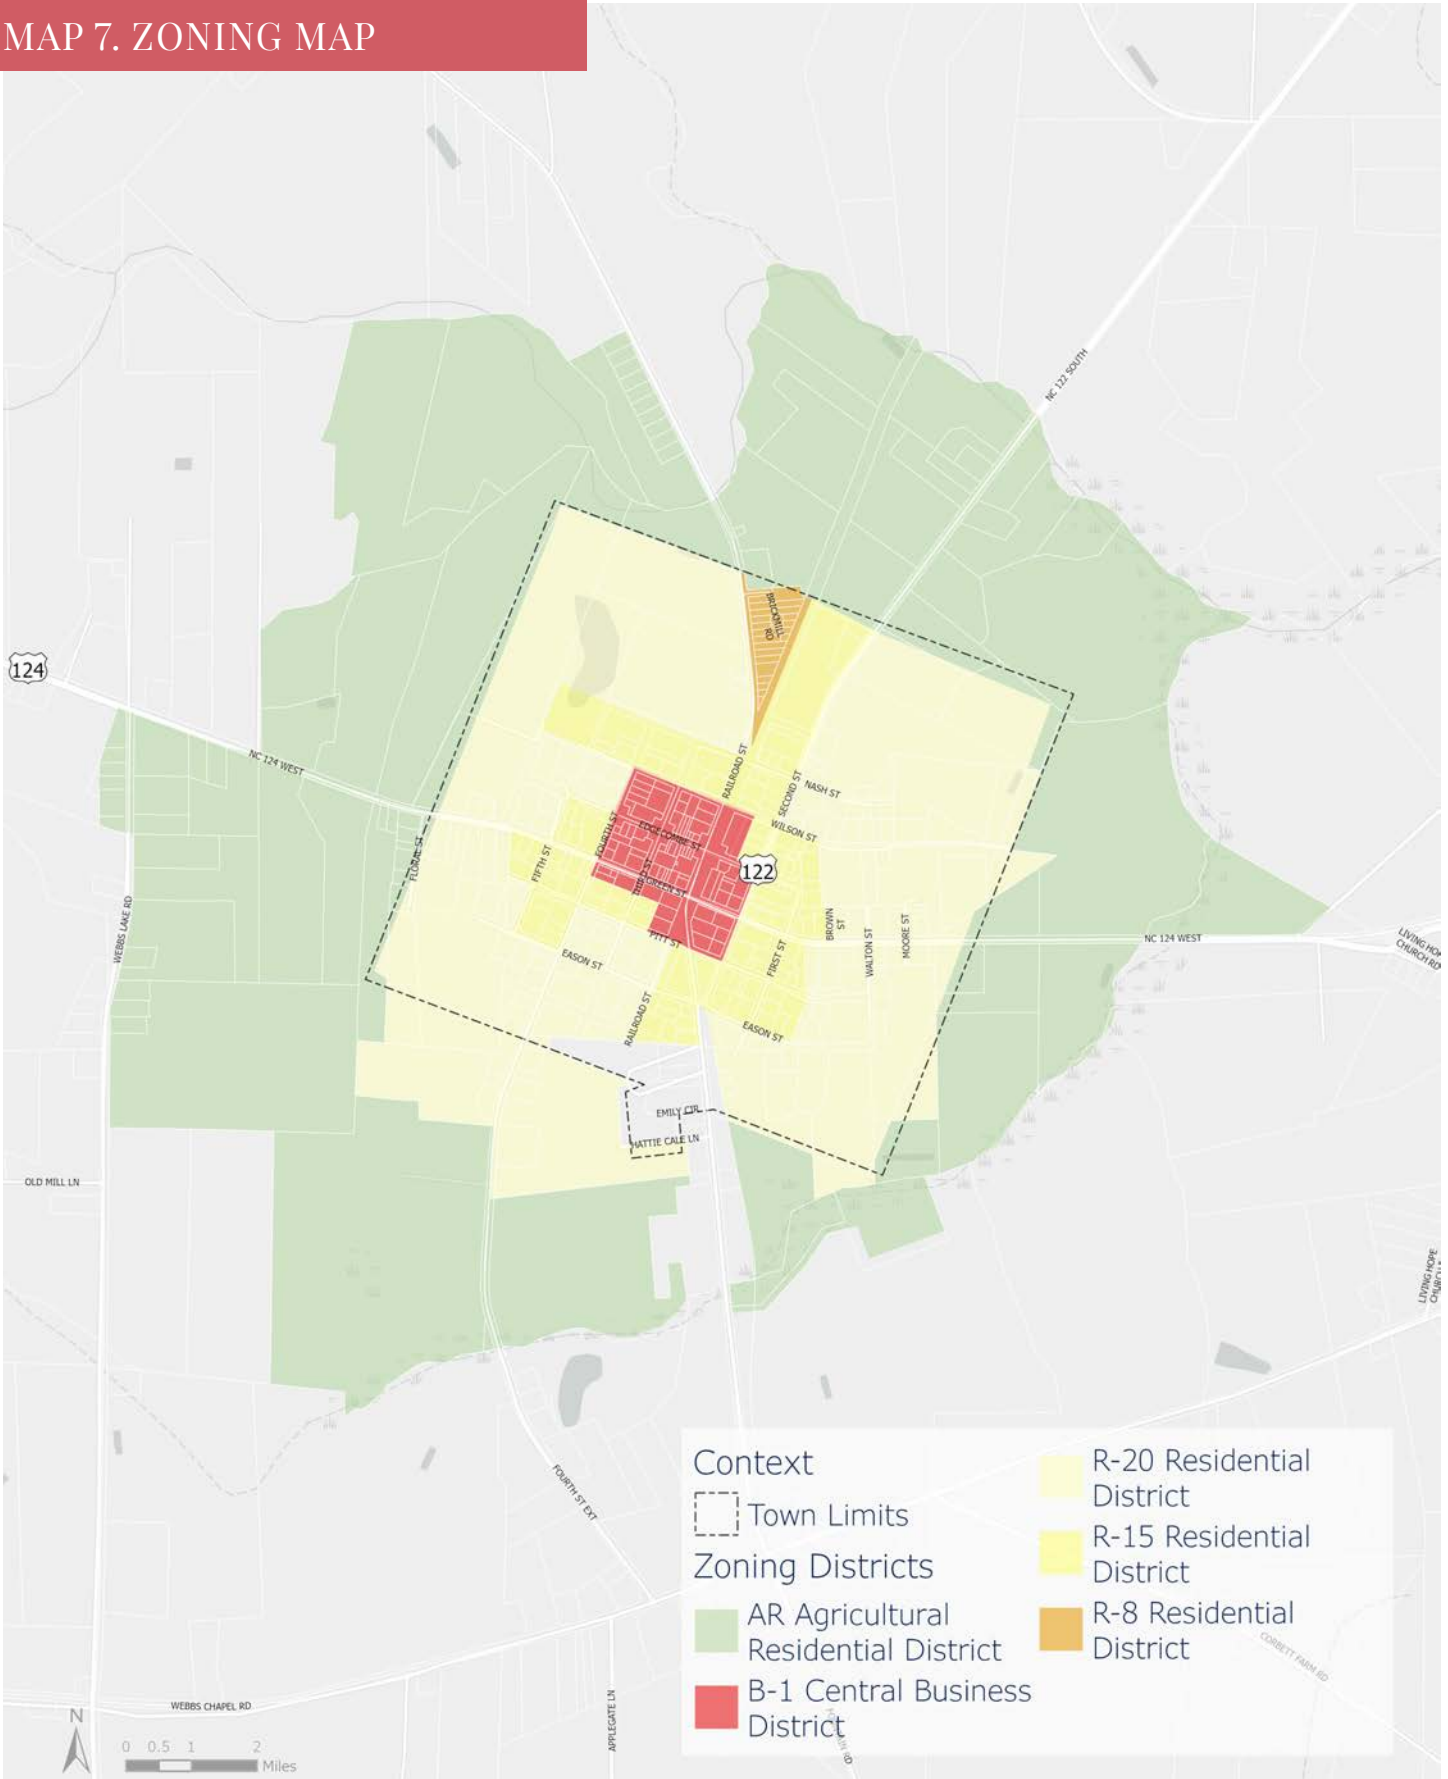 MAP 7. ZONING MAP
NC 122 SOUTH
BRICKMILL
RD
124
NC 124 WEST
RAILROAD ST
SECOND ST
NASH ST
WILSON ST
FOURTH ST
EDGECOMBE ST
FLORAL ST
FIFTH ST
THIRD ST
GREEN ST
122
WEBBS LAKE RD
BROWN
ST
WALTON ST
MOORE ST
NC 124 WEST
LIVING HOPE
CHURCH RD
PITT ST
FIRST ST
EASON ST
RAILROAD ST
EASON ST
EMILY CIR
HATTIE CALE LN
OLD MILL LN
LIVING HOPE
FOURTH ST EXT
Context
Town Limits
Zoning Districts
AR Agricultural
Residential District
B-1 Central Business
District
R-20 Residential
District
R-15 Residential
District
R-8 Residential
District
CORBETT FARM RD
WEBBS CHAPEL RD
APPLEGATE LN
RD
N
0 0.5 1 2
Miles